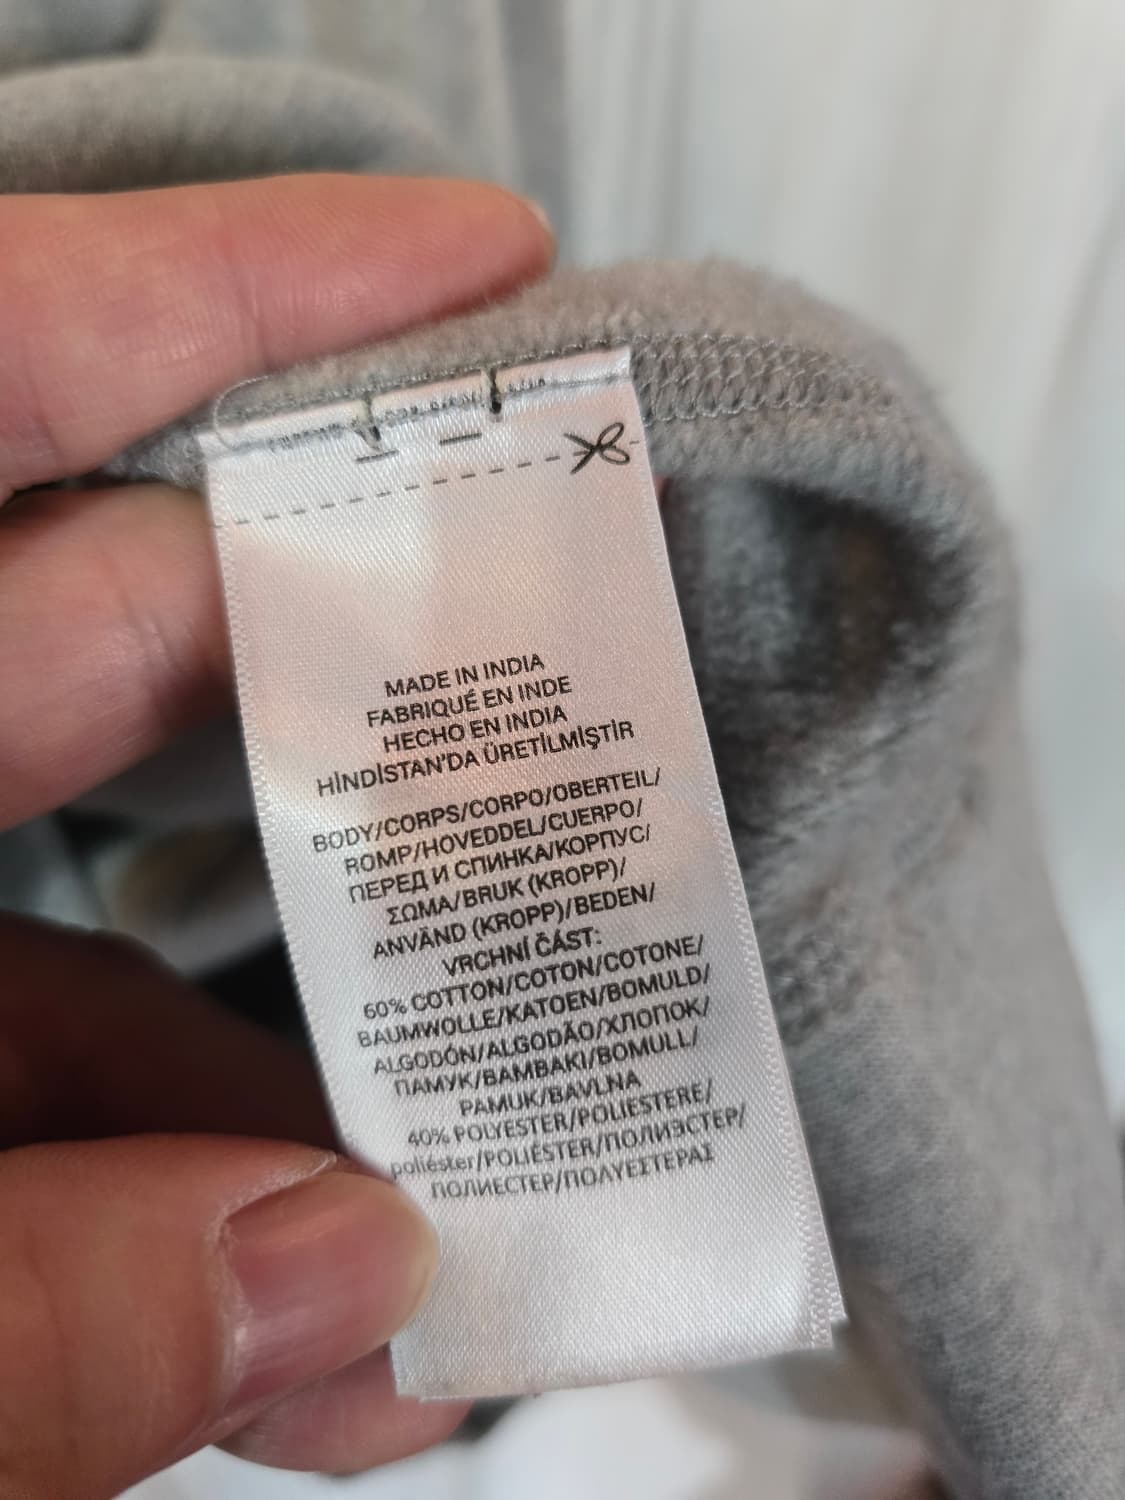 MADE IN INDIA
FABRIQUÉ EN INDE
HECHO EN INDIA
HİNDİSTAN'DA ÜRETİLMİŞTİR
BODY/CORPS/CORPO/OBERTEIL/
ROMP/HOVEDDEL/CUERPO/
ПЕРЕД И СПИНКА/КОРПУС/
ΣΩΜΑ/BRUK (KROPP)/
ANVÄND (KROPP)/BEDEN/
VRCHNÍ ČÁST:
60% COTTON/COTON/COTONE/
BAUMWOLLE/KATOEN/BOMULD/
ALGODÓN/ALGODÃO/ХЛОПОК/
ПАМУК/BAMBAKI/BOMULL/
PAMUK/BAVLNA
40% POLYESTER/POLIESTERE/
poliéster/POLIÉSTER/ПОЛИЭСТЕР/
ПОЛИЕСТЕР/ΠΟΛΥΕΣΤΕΡΑΣ